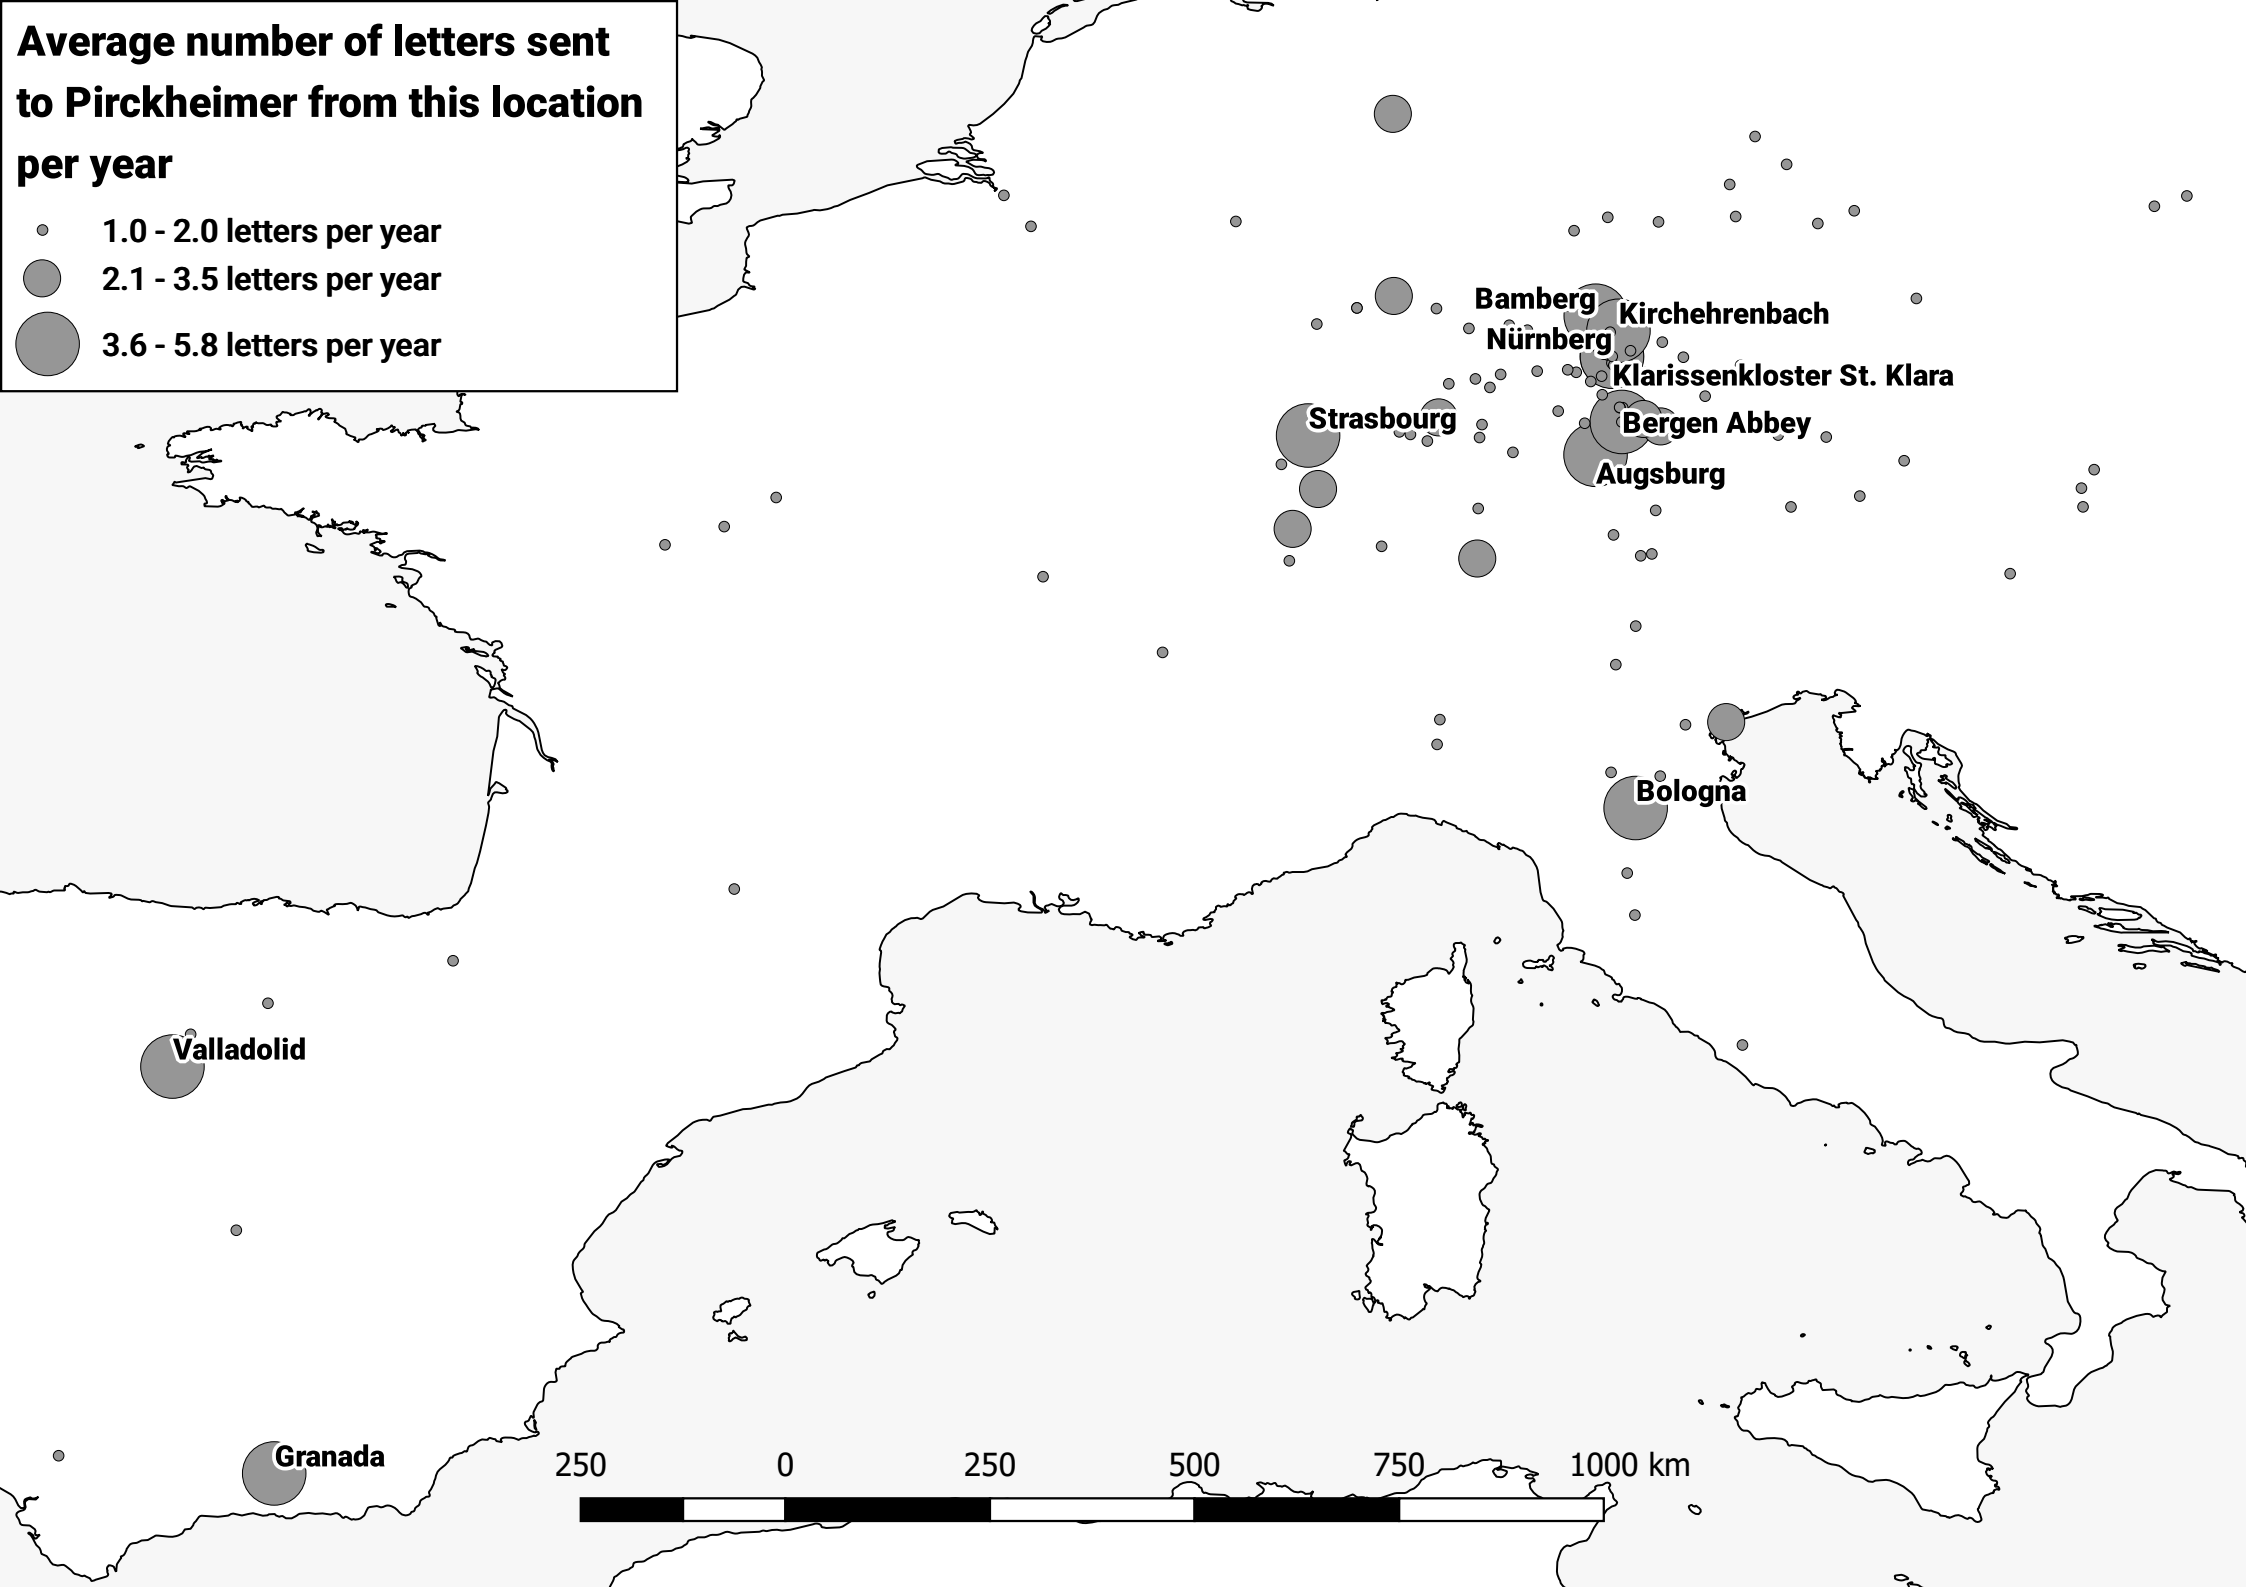 Average number of letters sent
to Pirckheimer from this location
per year
1.0 - 2.0 letters per year
2.1 - 3.5 letters per year
3.6 - 5.8 letters per year
Bamberg
Kirchehrenbach
Nürnberg
Klarissenkloster St. Klara
Strasbourg
Bergen Abbey
Augsburg
Bologna
Valladolid
Granada
250 0 250 500 750 1000 km